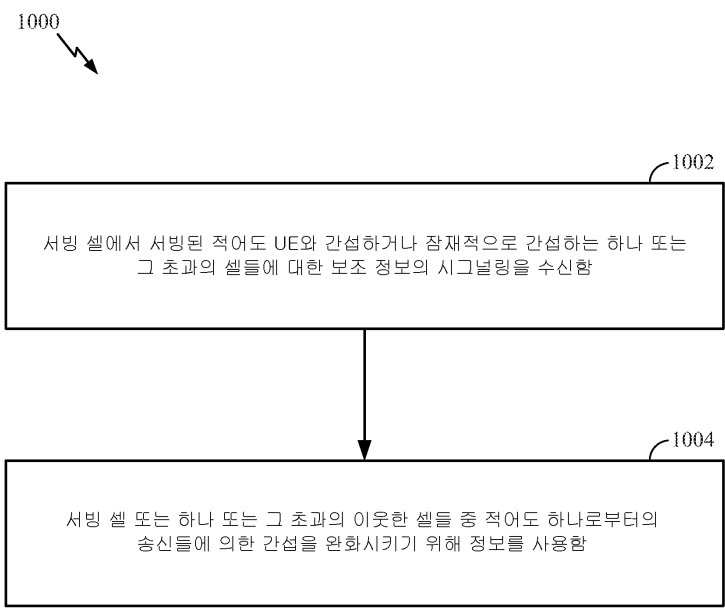 1000
1002
서빙 셀에서 서빙된 적어도 UE와 간섭하거나 잠재적으로 간섭하는 하나 또는
그 초과의 셀들에 대한 보조 정보의 시그널링을 수신함
1004
서빙 셀 또는 하나 또는 그 초과의 이웃한 셀들 중 적어도 하나로부터의
송신들에 의한 간섭을 완화시키기 위해 정보를 사용함